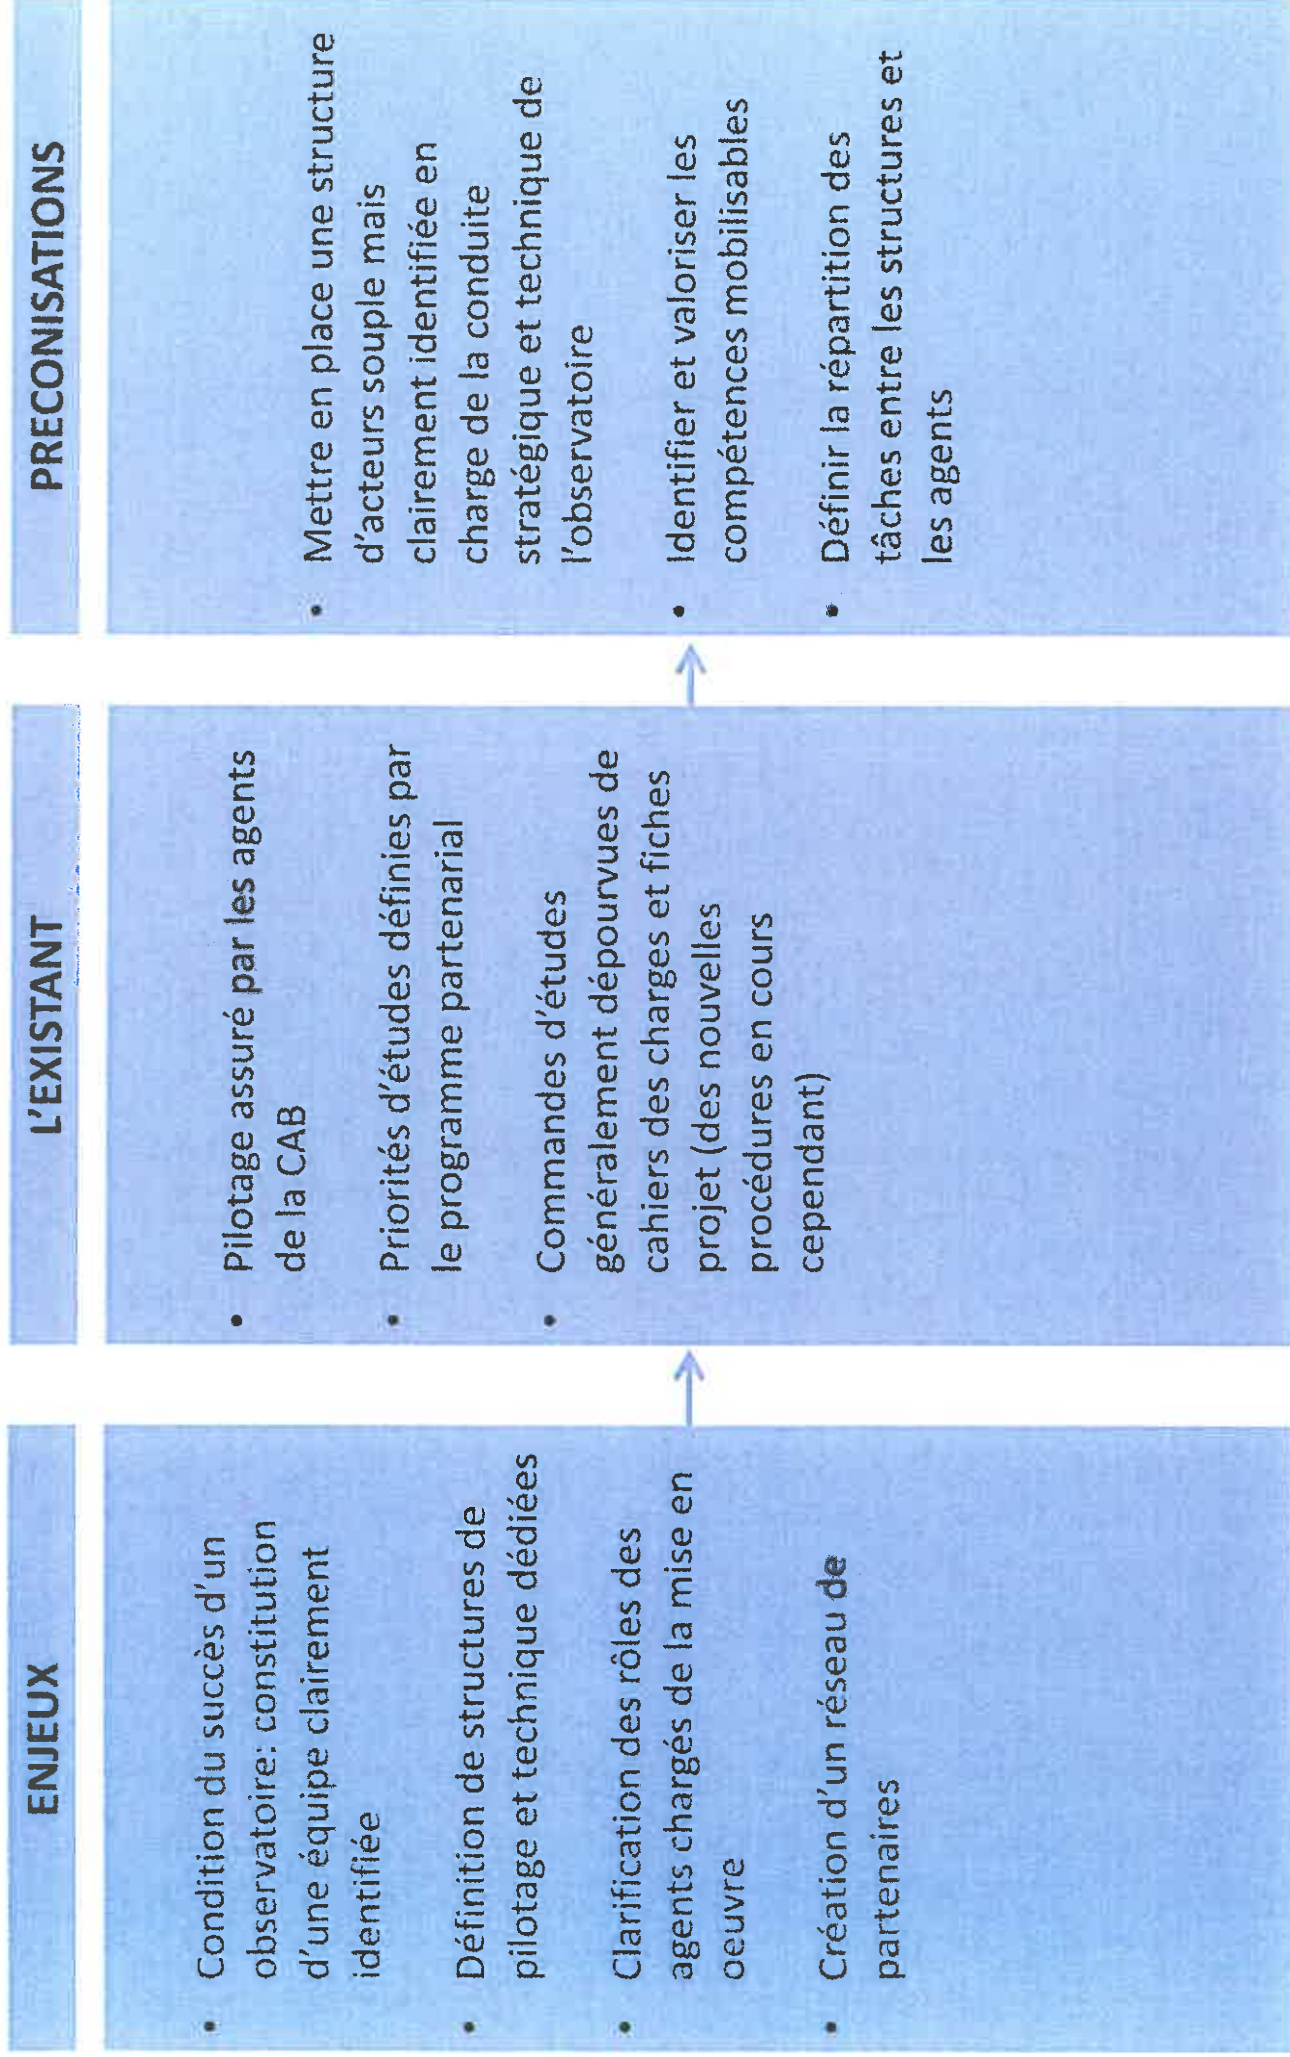 ENJEUX
• Condition du succès d'un
observatoire: constitution
d'une équipe clairement
identifiée
• Définition de structures de
pilotage et technique dédiées
• Clarification des rôles des
agents chargés de la mise en
oeuvre
• Création d'un réseau de
partenaires
L'EXISTANT
• Pilotage assuré par les agents
de la CAB
• Priorités d'études définies par
le programme partenarial
• Commandes d'études
généralement dépourvues de
cahiers des charges et fiches
projet (des nouvelles
procédures en cours
cependant)
PRECONISATIONS
• Mettre en place une structure
d'acteurs souple mais
clairement identifiée en
charge de la conduite
stratégique et technique de
l'observatoire
• Identifier et valoriser les
compétences mobilisables
• Définir la répartition des
tâches entre les structures et
les agents